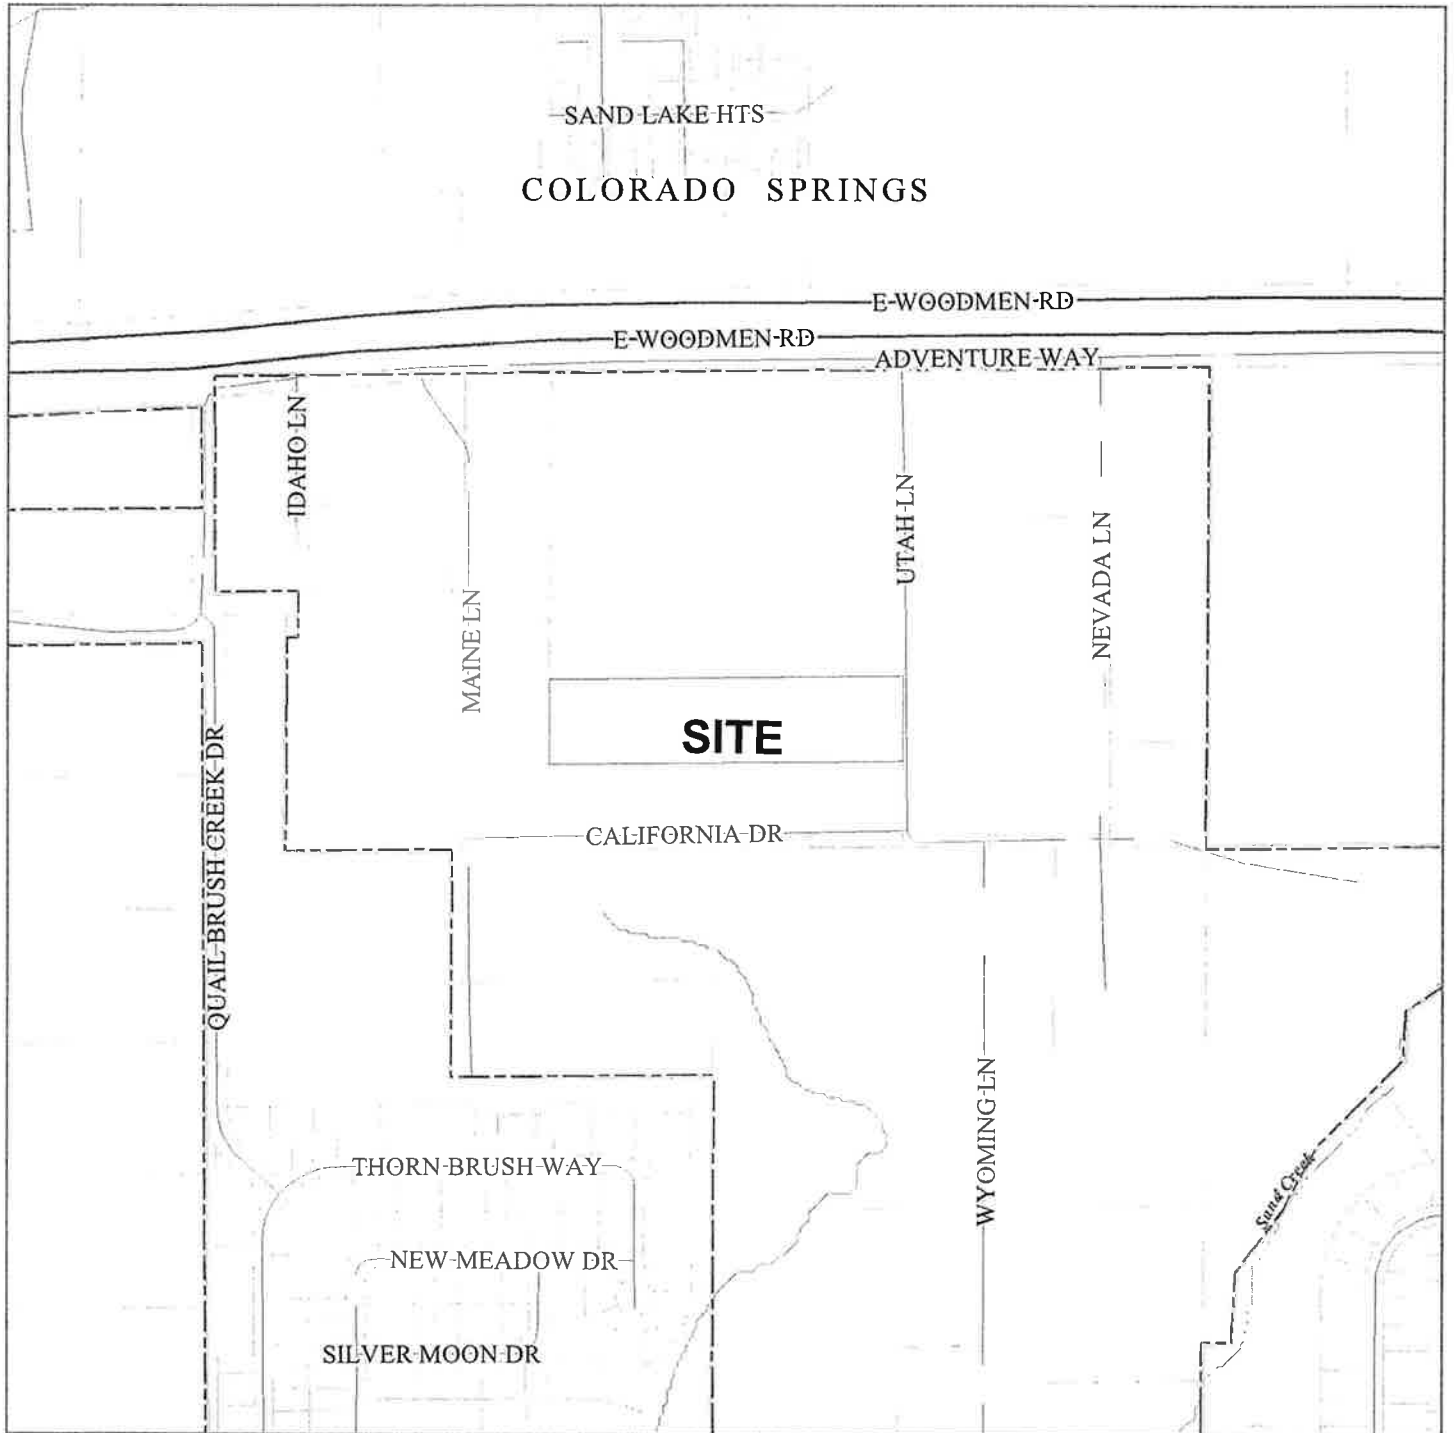 SAND LAKE HTS
COLORADO SPRINGS
E WOODMEN RD
E WOODMEN RD
ADVENTURE WAY
IDAHO LN
UTAH LN
NEVADA LN
MAINE LN
SITE
QUAIL BRUSH CREEK DR
CALIFORNIA DR
WYOMING LN
THORN BRUSH WAY
Sand Creek
NEW MEADOW DR
SILVER MOON DR